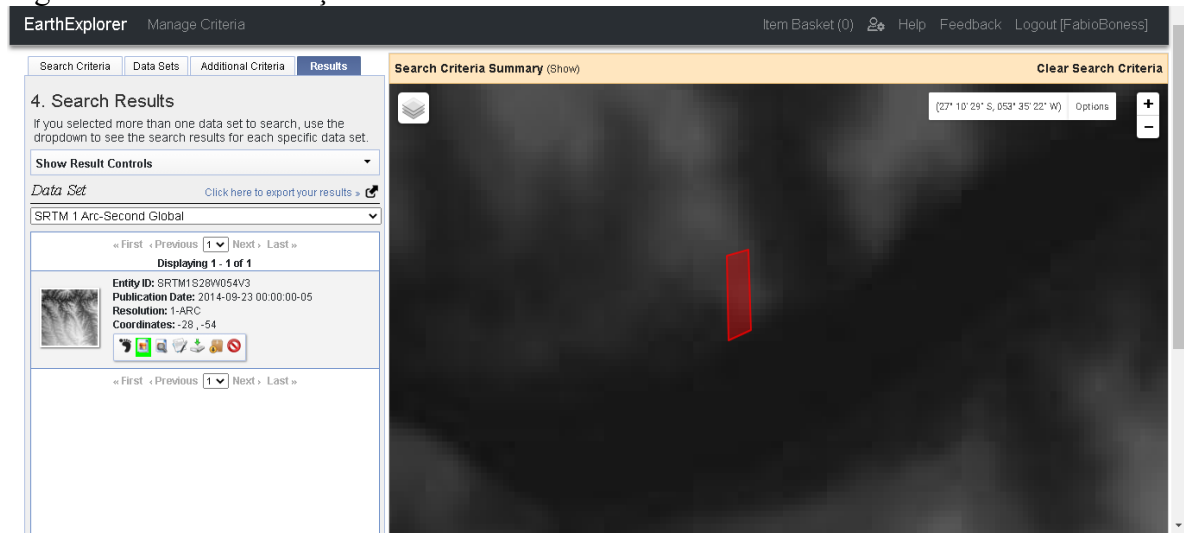 EarthExplorer Manage Criteria Item Basket (0) Help Feedback Logout [FabioBoness]
Search Criteria Data Sets Additional Criteria Results
4. Search Results
If you selected more than one data set to search, use the
dropdown to see the search results for each specific data set.
Show Result Controls
Data Set Click here to export your results »
SRTM 1 Arc-Second Global
« First ‹ Previous 1 Next › Last »
Displaying 1 - 1 of 1
Entity ID: SRTM1S28W054V3
Publication Date: 2014-09-23 00:00:00-05
Resolution: 1-ARC
Coordinates: -28 , -54
« First ‹ Previous 1 Next › Last »
Search Criteria Summary (Show) Clear Search Criteria
(27° 10' 29" S, 053° 35' 22" W) Options
+
−